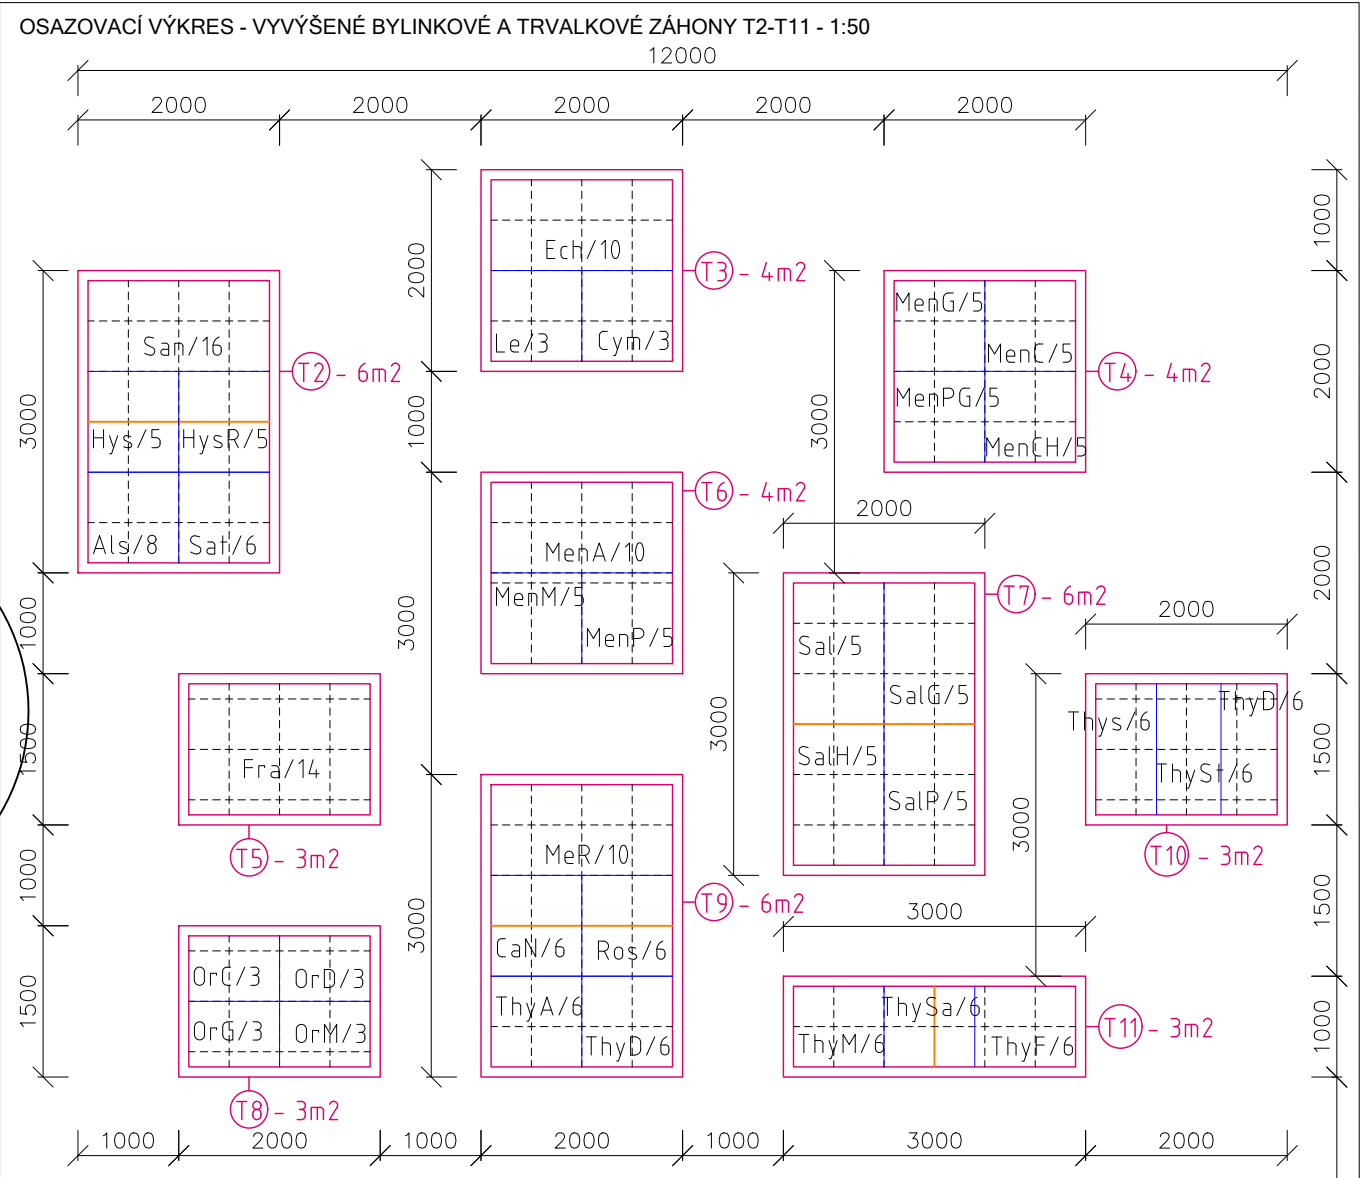 OSAZOVACÍ VÝKRES - VYVÝŠENÉ BYLINKOVÉ A TRVALKOVÉ ZÁHONY T2-T11 - 1:50
12000
2000 2000 2000 2000 2000
2000
1000
Ech/10
T3 - 4m2
Le/3 Cym/3
3000
San/16
T2 - 6m2
Hys/5 HysR/5
Als/8 Sat/6
1000
3000
MenG/5
MenC/5
T4 - 4m2
MenPG/5
MenCH/5
2000
T6 - 4m2
MenA/10
MenM/5
MenP/5
3000
2000
2000
T7 - 6m2
3000
Sal/5
SalG/5
SalH/5
SalP/5
2000
1000
1500
Fra/14
T5 - 3m2
Thys/6 ThyD/6
ThySt/6
T10 - 3m2
1500
3000
1000
MeR/10
T9 - 6m2
CaN/6 Ros/6
ThyA/6
ThyD/6
3000
3000
1500
1500
OrC/3 OrD/3
OrG/3 OrM/3
T8 - 3m2
ThySa/6
ThyM/6 ThyF/6
T11 - 3m2
1000
1000 2000 1000 2000 1000 3000 2000